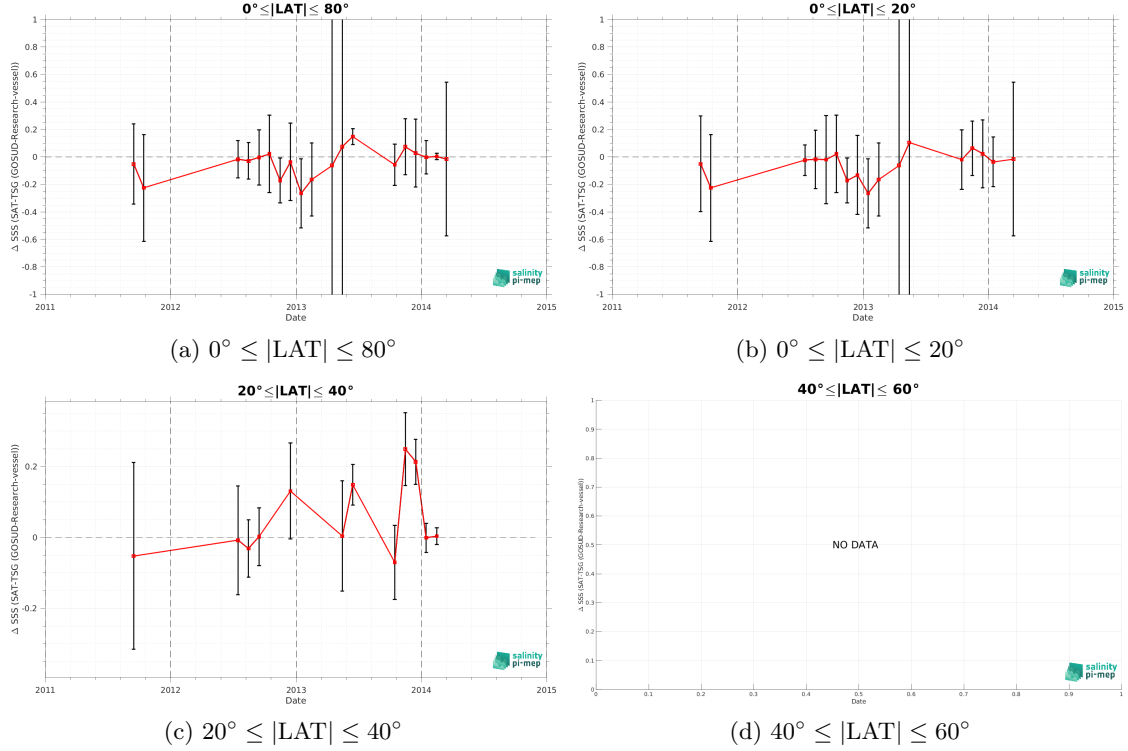 0°≤|LAT|≤ 80°
Δ SSS (SAT-TSG (GOSUD-Research-vessel))
1
0.8
0.6
0.4
0.2
0
-0.2
-0.4
-0.6
-0.8
-1
2011 2012 2013 2014 2015
Date
salinity
pi-mep
(a) 0° ≤ |LAT| ≤ 80°
0°≤|LAT|≤ 20°
Δ SSS (SAT-TSG (GOSUD-Research-vessel))
1
0.8
0.6
0.4
0.2
0
-0.2
-0.4
-0.6
-0.8
-1
2011 2012 2013 2014 2015
Date
salinity
pi-mep
(b) 0° ≤ |LAT| ≤ 20°
20°≤|LAT|≤ 40°
Δ SSS (SAT-TSG (GOSUD-Research-vessel))
0.2
0
-0.2
2011 2012 2013 2014 2015
Date
salinity
pi-mep
(c) 20° ≤ |LAT| ≤ 40°
40°≤|LAT|≤ 60°
Δ SSS (SAT-TSG (GOSUD-Research-vessel))
1
0.9
0.8
0.7
0.6
0.5
0.4
0.3
0.2
0.1
0
NO DATA
0 0.1 0.2 0.3 0.4 0.5 0.6 0.7 0.8 0.9 1
Date
salinity
pi-mep
(d) 40° ≤ |LAT| ≤ 60°